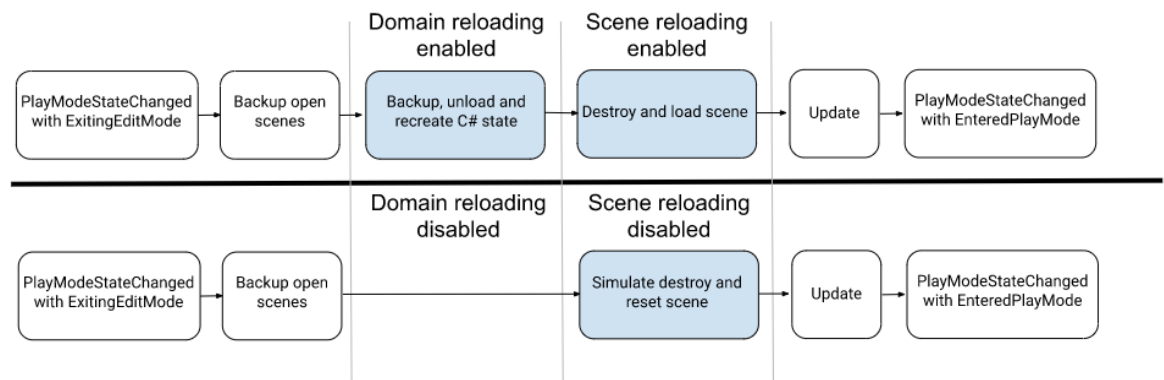 Domain reloading
enabled
Scene reloading
enabled
PlayModeStateChanged
with ExitingEditMode
Backup open
scenes
Backup, unload and
recreate C# state
Destroy and load scene
Update
PlayModeStateChanged
with EnteredPlayMode
Domain reloading
disabled
Scene reloading
disabled
PlayModeStateChanged
with ExitingEditMode
Backup open
scenes
Simulate destroy and
reset scene
Update
PlayModeStateChanged
with EnteredPlayMode